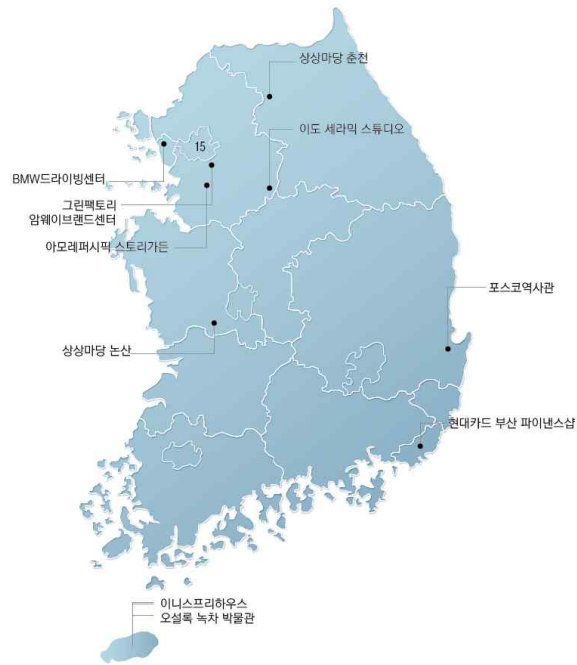 상상마당 춘천
이도 세라믹 스튜디오
15
BMW드라이빙센터
그린팩토리
암웨이브랜드센터
아모레퍼시픽 스토리가든
포스코역사관
상상마당 논산
현대카드 부산 파이낸스샵
이니스프리하우스
오설록 녹차 박물관